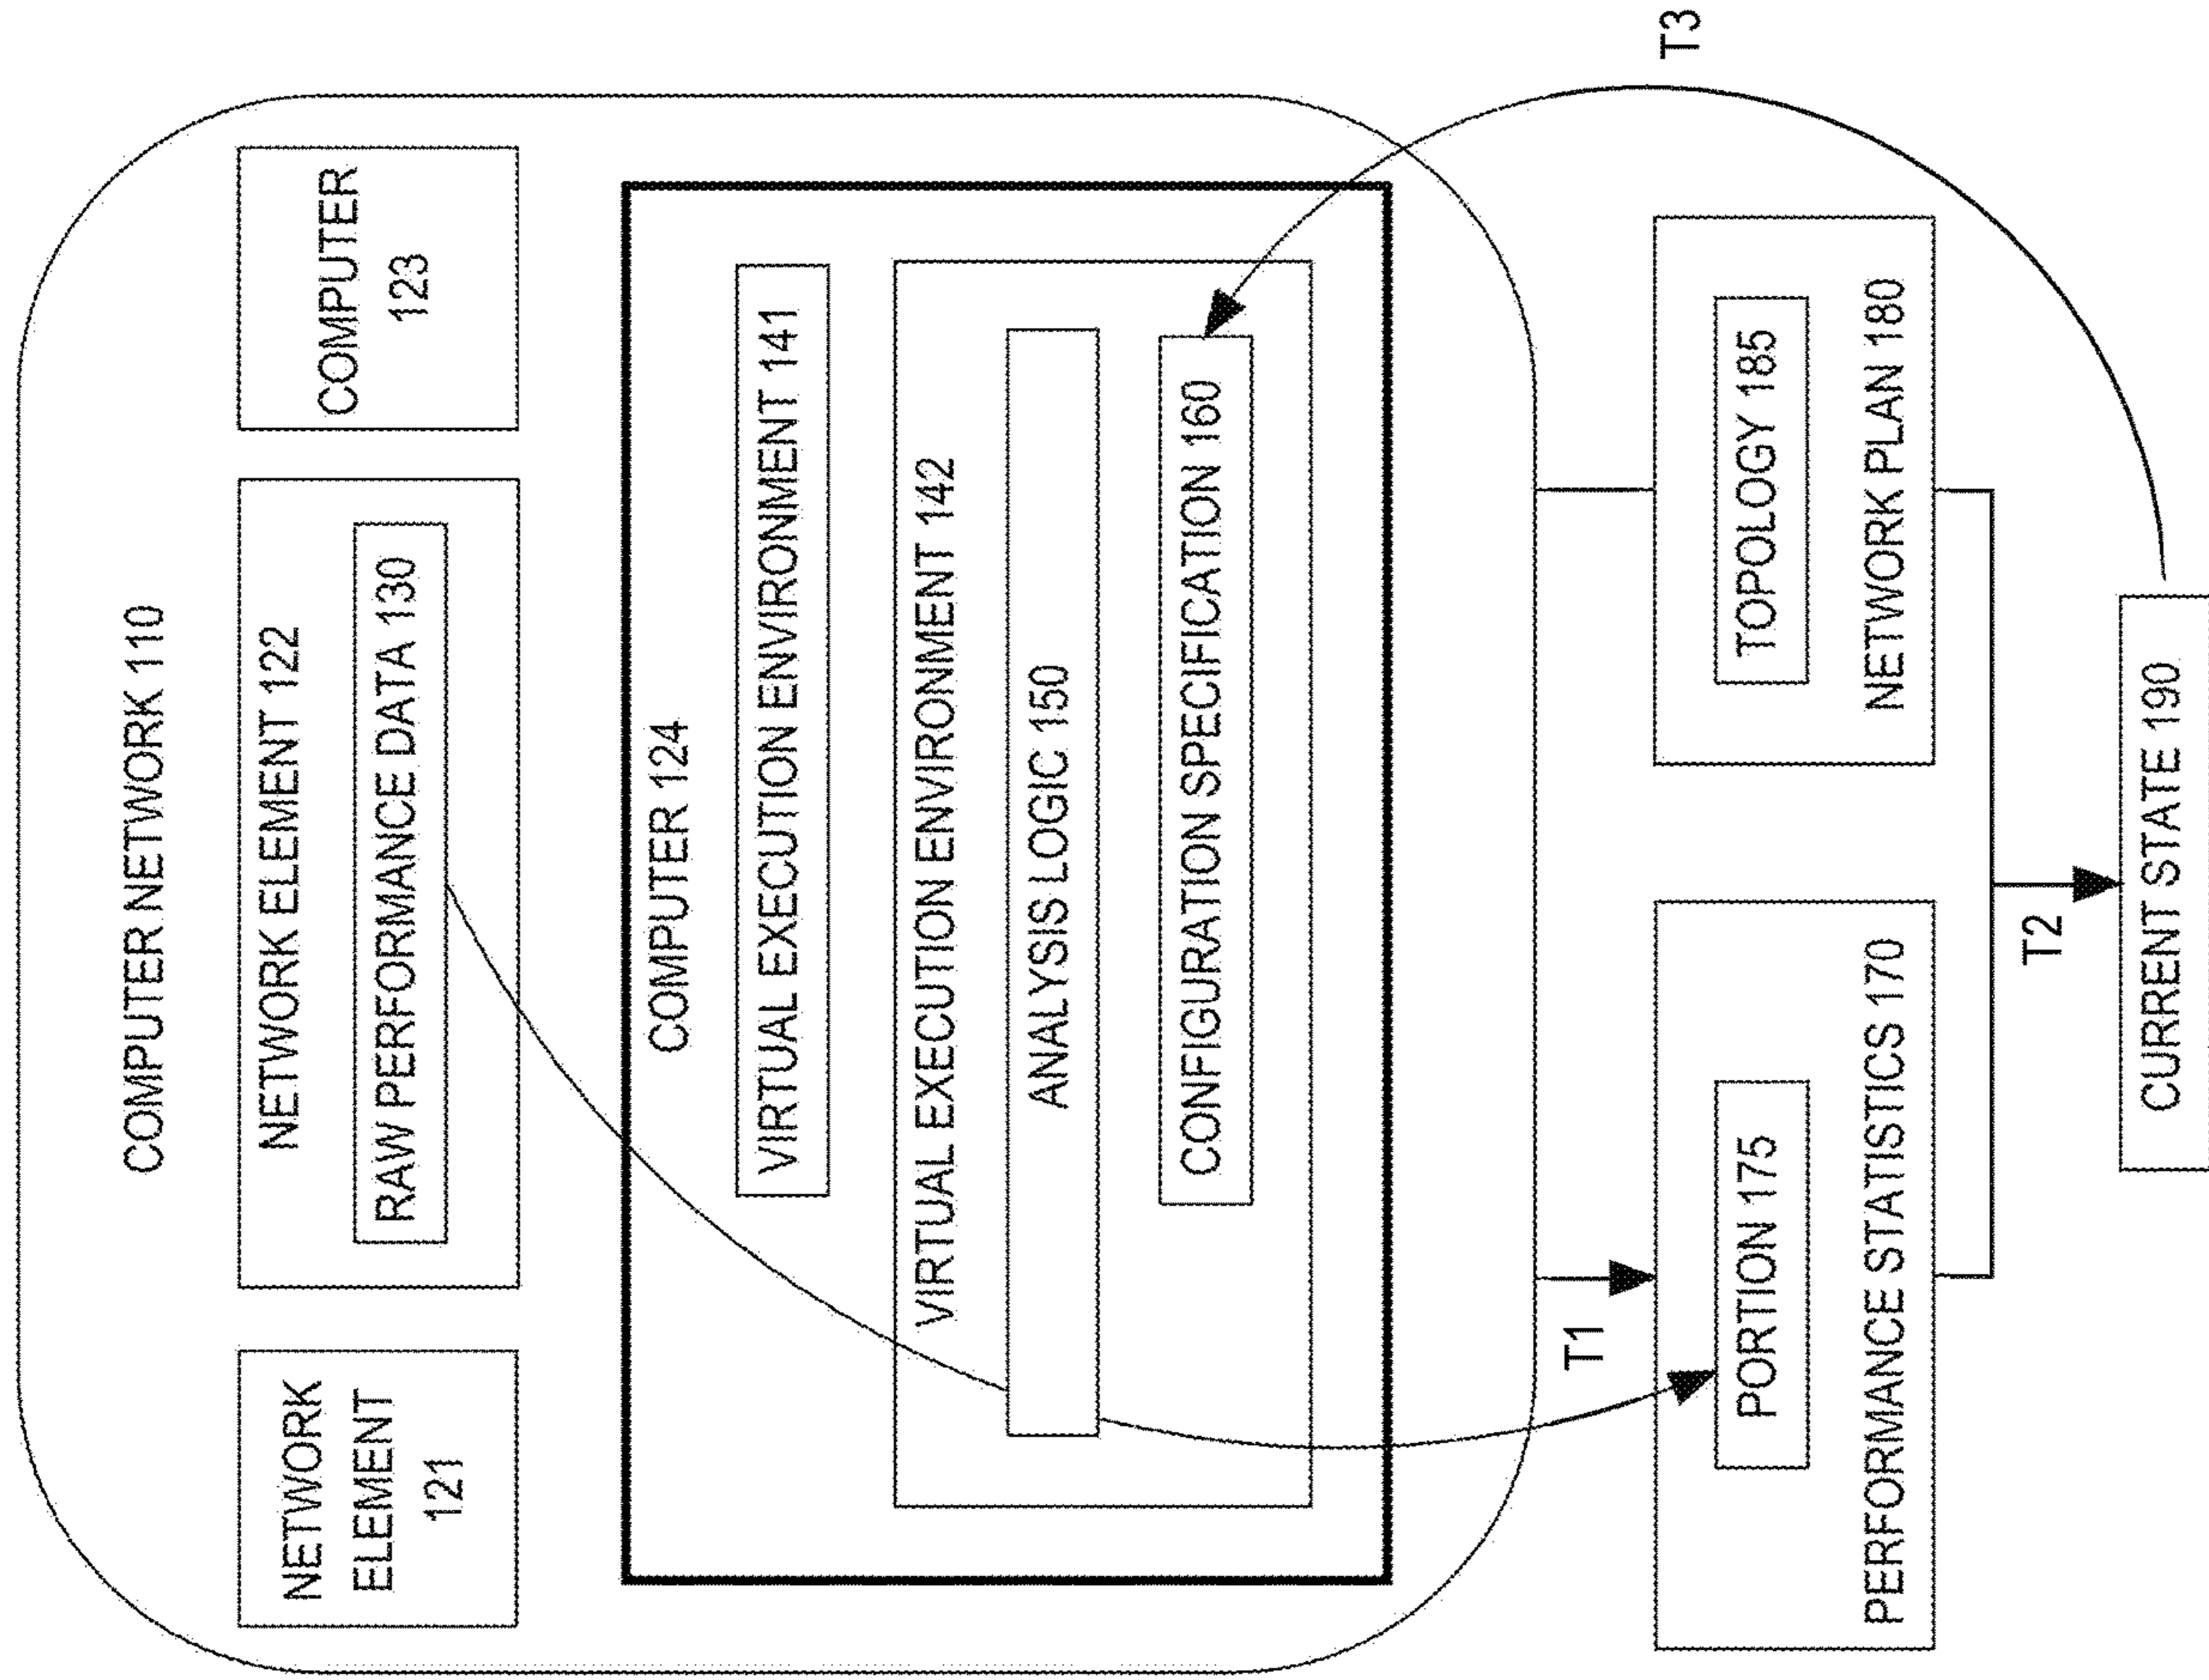 COMPUTER NETWORK 110
NETWORK
ELEMENT
121
NETWORK ELEMENT 122
RAW PERFORMANCE DATA 130
COMPUTER
123
COMPUTER 124
VIRTUAL EXECUTION ENVIRONMENT 141
VIRTUAL EXECUTION ENVIRONMENT 142
ANALYSIS LOGIC 150
CONFIGURATION SPECIFICATION 160
T1
T3
PORTION 175
PERFORMANCE STATISTICS 170
TOPOLOGY 185
NETWORK PLAN 180
T2
CURRENT STATE 190